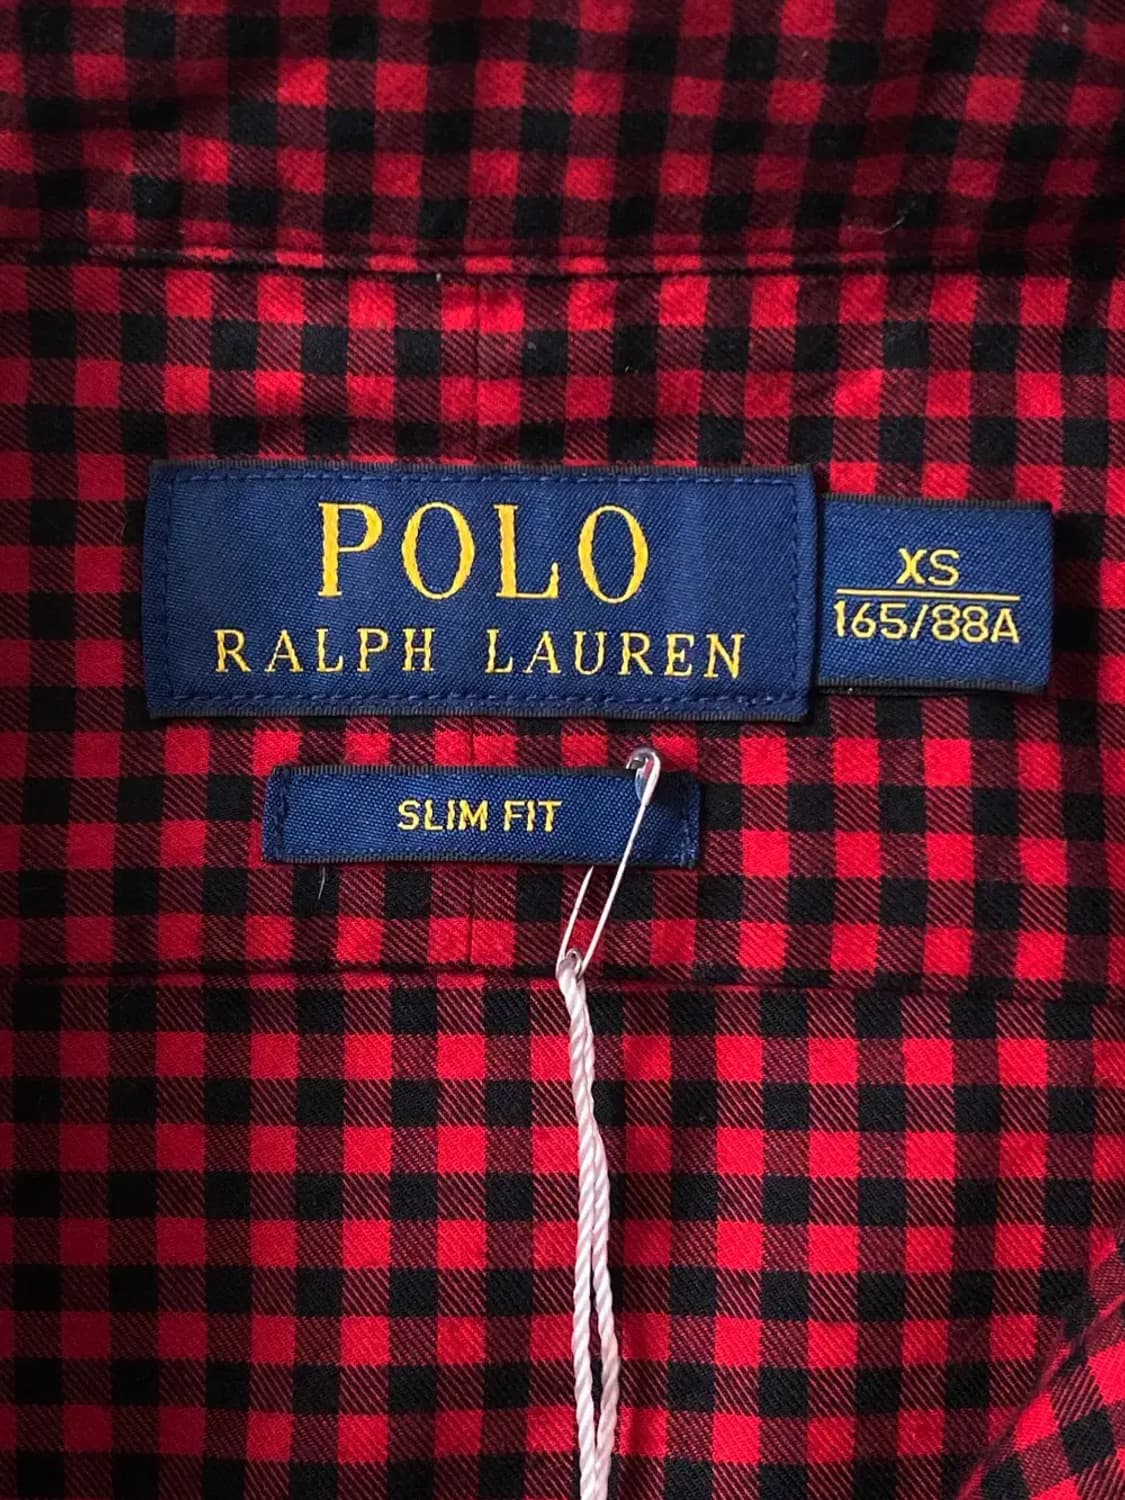 POLO
RALPH LAUREN
XS
165/88A
SLIM FIT